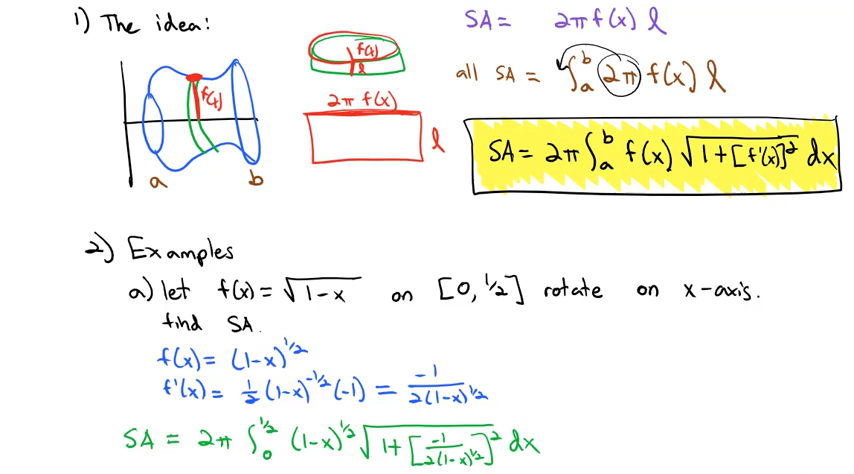 1) The idea:
f(x)
a
b
f(x)
l
2π f(x)
l
SA = 2π f(x) l
all SA = ∫_a^b 2π f(x) l
SA = 2π ∫_a^b f(x) √(1+[f'(x)]²) dx
2) Examples
a) let f(x) = √(1-x) on [0, 1/2] rotate on x-axis.
find SA.
f(x) = (1-x)^(1/2)
f'(x) = 1/2 (1-x)^(-1/2) (-1) = -1/(2(1-x)^(1/2))
SA = 2π ∫_0^(1/2) (1-x)^(1/2) √(1+[-1/(2(1-x)^(1/2))]²) dx